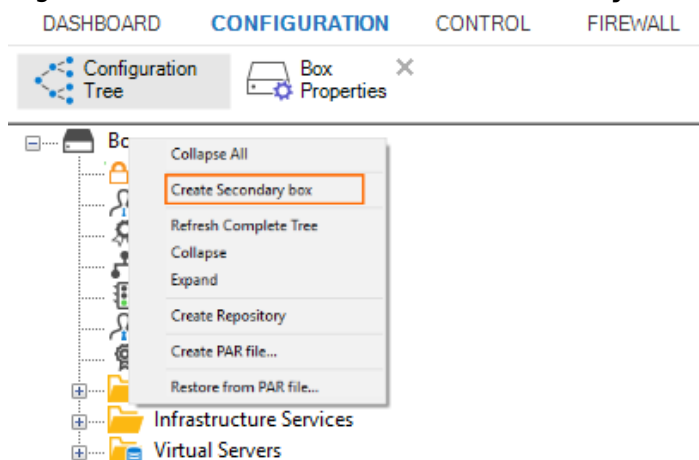 DASHBOARD CONFIGURATION CONTROL FIREWALL
Configuration Tree
Box Properties
Collapse All
Create Secondary box
Refresh Complete Tree
Collapse
Expand
Create Repository
Create PAR file...
Restore from PAR file...
Infrastructure Services
Virtual Servers